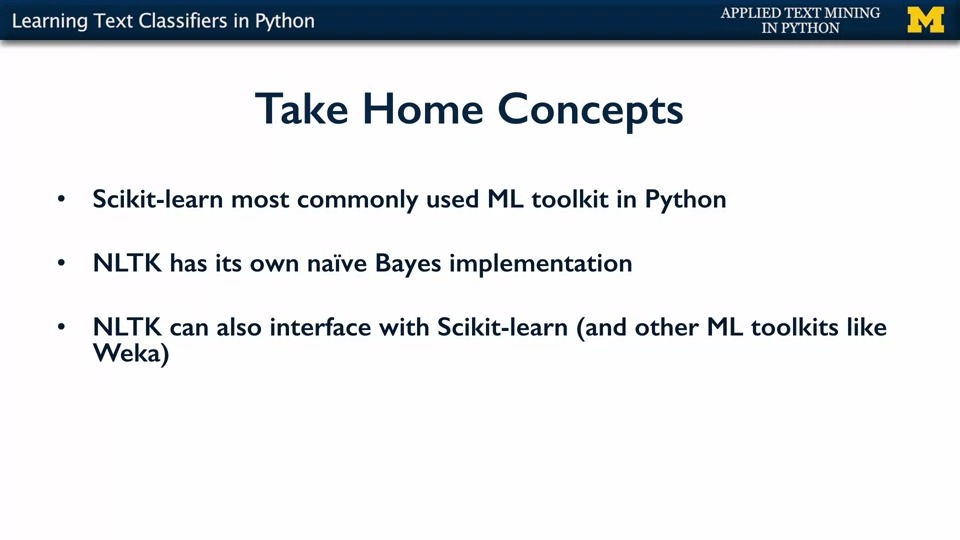 Learning Text Classifiers in Python
APPLIED TEXT MINING
IN PYTHON
M
Take Home Concepts
• Scikit-learn most commonly used ML toolkit in Python
• NLTK has its own naïve Bayes implementation
• NLTK can also interface with Scikit-learn (and other ML toolkits like
Weka)